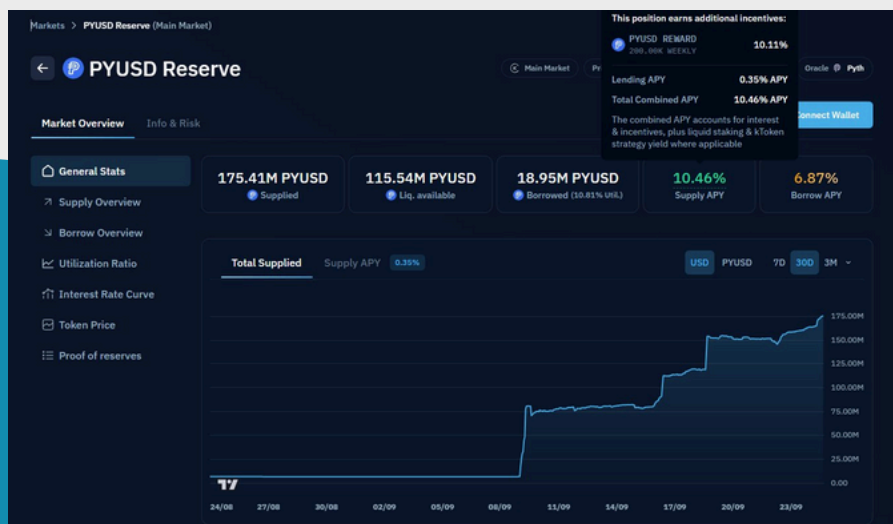 Markets > PYUSD Reserve (Main Market)
This position earns additional incentives:
PYUSD REWARD
200.00K WEEKLY
10.11%
← PYUSD Reserve
Main Market
Oracle Pyth
Lending APY 0.35% APY
Total Combined APY 10.46% APY
The combined APY accounts for interest
& incentives, plus liquid staking & kToken
strategy yield where applicable
Connect Wallet
Market Overview Info & Risk
General Stats
Supply Overview
Borrow Overview
Utilization Ratio
Interest Rate Curve
Token Price
Proof of reserves
175.41M PYUSD
Supplied
115.54M PYUSD
Liq. available
18.95M PYUSD
Borrowed (10.81% Util.)
10.46%
Supply APY
6.87%
Borrow APY
Total Supplied Supply APY 0.35%
USD PYUSD 7D 30D 3M
175.00M
150.00M
125.00M
100.00M
75.00M
50.00M
25.00M
0.00
24/08 27/08 30/08 02/09 05/09 08/09 11/09 14/09 17/09 20/09 23/09